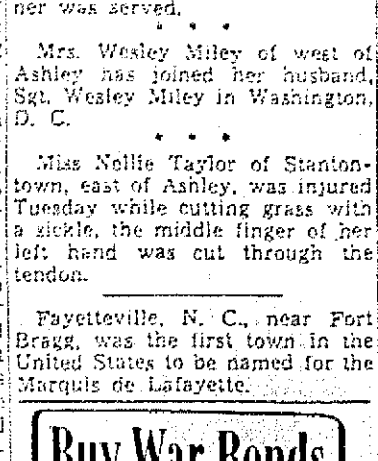 ner was served.
* * *
Mrs. Wesley Miley of west of
Ashley has joined her husband,
Sgt. Wesley Miley in Washington,
D. C.
* * *
Miss Nellie Taylor of Stanton-
town, east of Ashley, was injured
Tuesday while cutting grass with
a sickle, the middle finger of her
left hand was cut through the
tendon.
Fayetteville, N. C., near Fort
Bragg, was the first town in the
United States to be named for the
Marquis de Lafayette.
Buy War Bonds